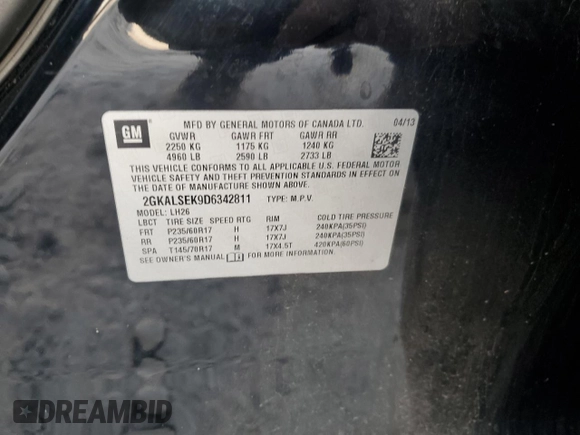 GM
MFD BY GENERAL MOTORS OF CANADA LTD. 04/13
GVWR GAWR FRT GAWR RR
2250 KG 1175 KG 1240 KG
4960 LB 2590 LB 2733 LB
THIS VEHICLE CONFORMS TO ALL APPLICABLE U.S. FEDERAL MOTOR
VEHICLE SAFETY AND THEFT PREVENTION STANDARDS IN EFFECT ON
THE DATE OF MANUFACTURE SHOWN ABOVE.
2GKALSEK9D6342811 TYPE: M.P.V.
MODEL: LH26
LBCT TIRE SIZE SPEED RTG RIM COLD TIRE PRESSURE
FRT P235/60R17 H 17X7J 240KPA(35PSI)
RR P235/60R17 H 17X7J 240KPA(35PSI)
SPA T145/70R17 M 17X4.5T 420KPA(60PSI)
SEE OWNER'S MANUAL FOR MORE INFORMATION.
DREAMBID